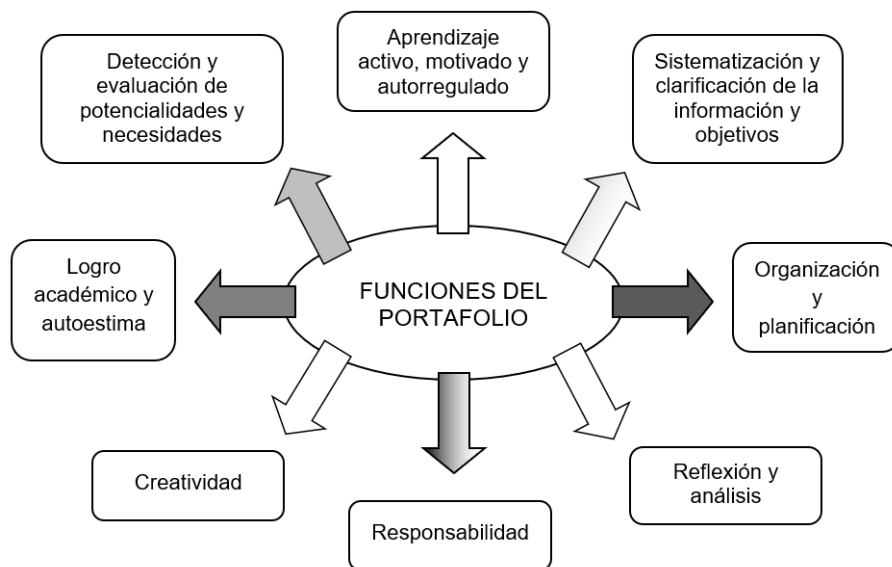 Detección y
evaluación de
potencialidades y
necesidades
Aprendizaje
activo, motivado y
autorregulado
Sistematización y
clarificación de la
información y
objetivos
Logro
académico y
autoestima
FUNCIONES DEL
PORTAFOLIO
Organización
y
planificación
Creatividad
Responsabilidad
Reflexión y
análisis